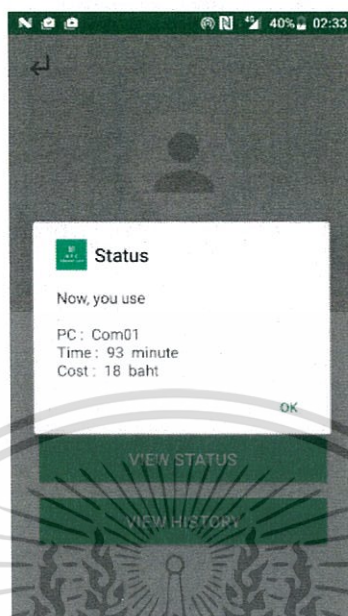 4G 40% 02:33
Status
Now, you use
PC : Com01
Time : 93 minute
Cost : 18 baht
OK
VIEW STATUS
VIEW HISTORY